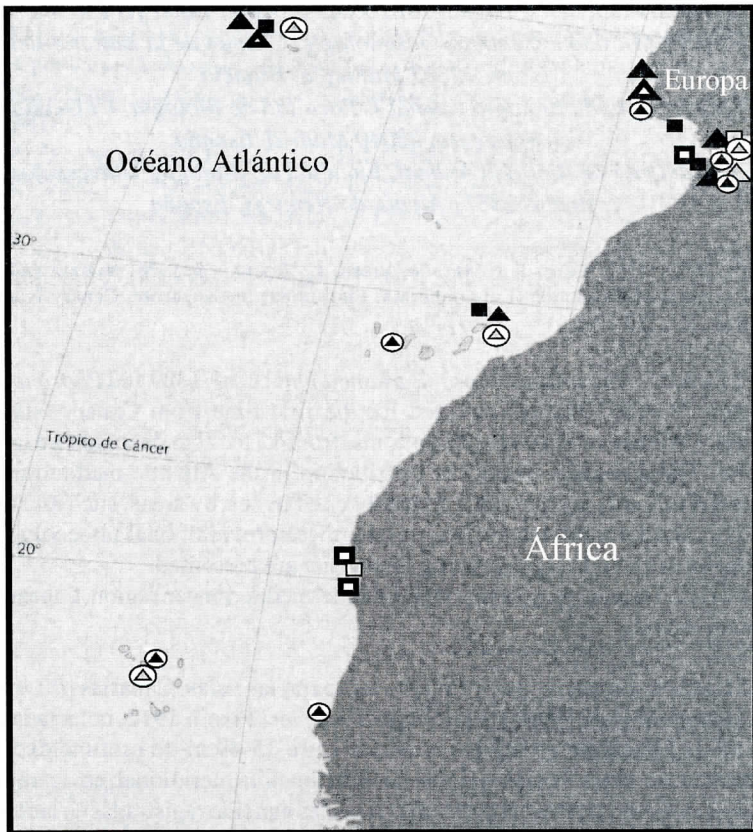 Europa
Océano Atlántico
30°
Trópico de Cáncer
20°
África